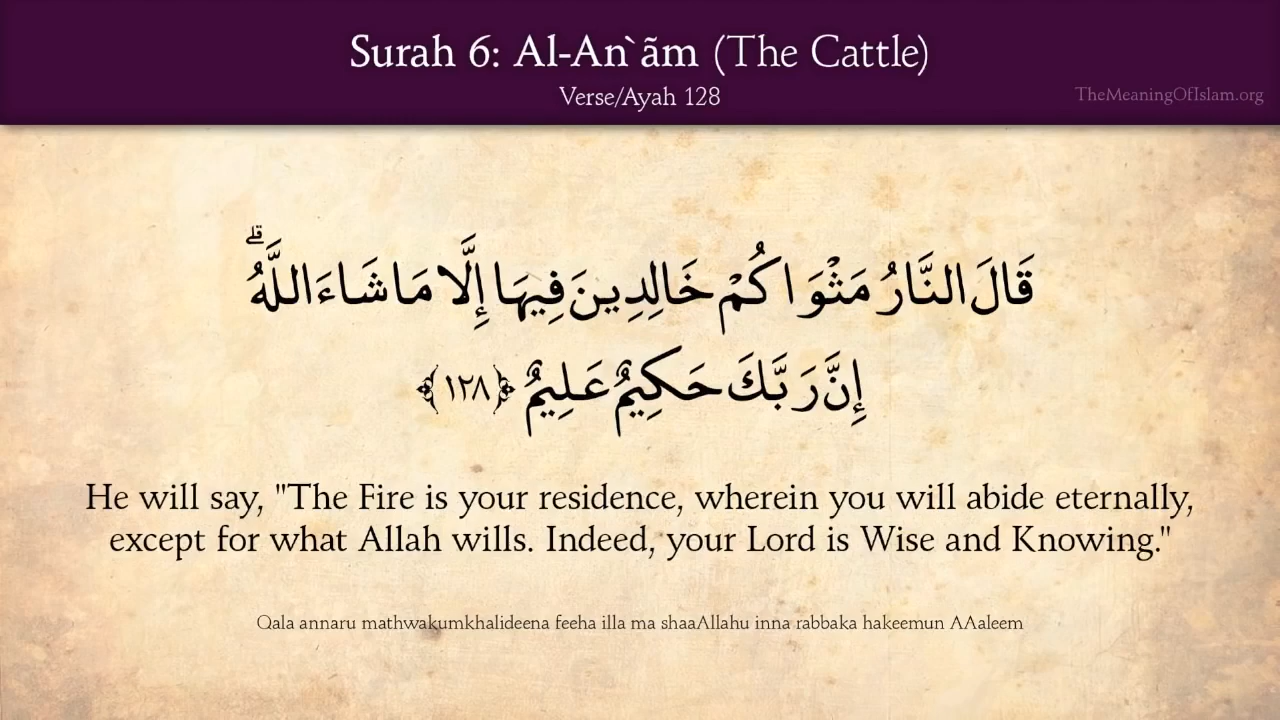 Surah 6: Al-An`ãm (The Cattle)
Verse/Ayah 128
TheMeaningOfIslam.org
قَالَ النَّارُ مَثْوَاكُمْ خَالِدِينَ فِيهَا إِلَّا مَا شَاءَ اللَّهُ ۗ
إِنَّ رَبَّكَ حَكِيمٌ عَلِيمٌ ﴿١٢٨﴾
He will say, "The Fire is your residence, wherein you will abide eternally,
except for what Allah wills. Indeed, your Lord is Wise and Knowing."
Qala annaru mathwakumkhalideena feeha illa ma shaaAllahu inna rabbaka hakeemun AAaleem